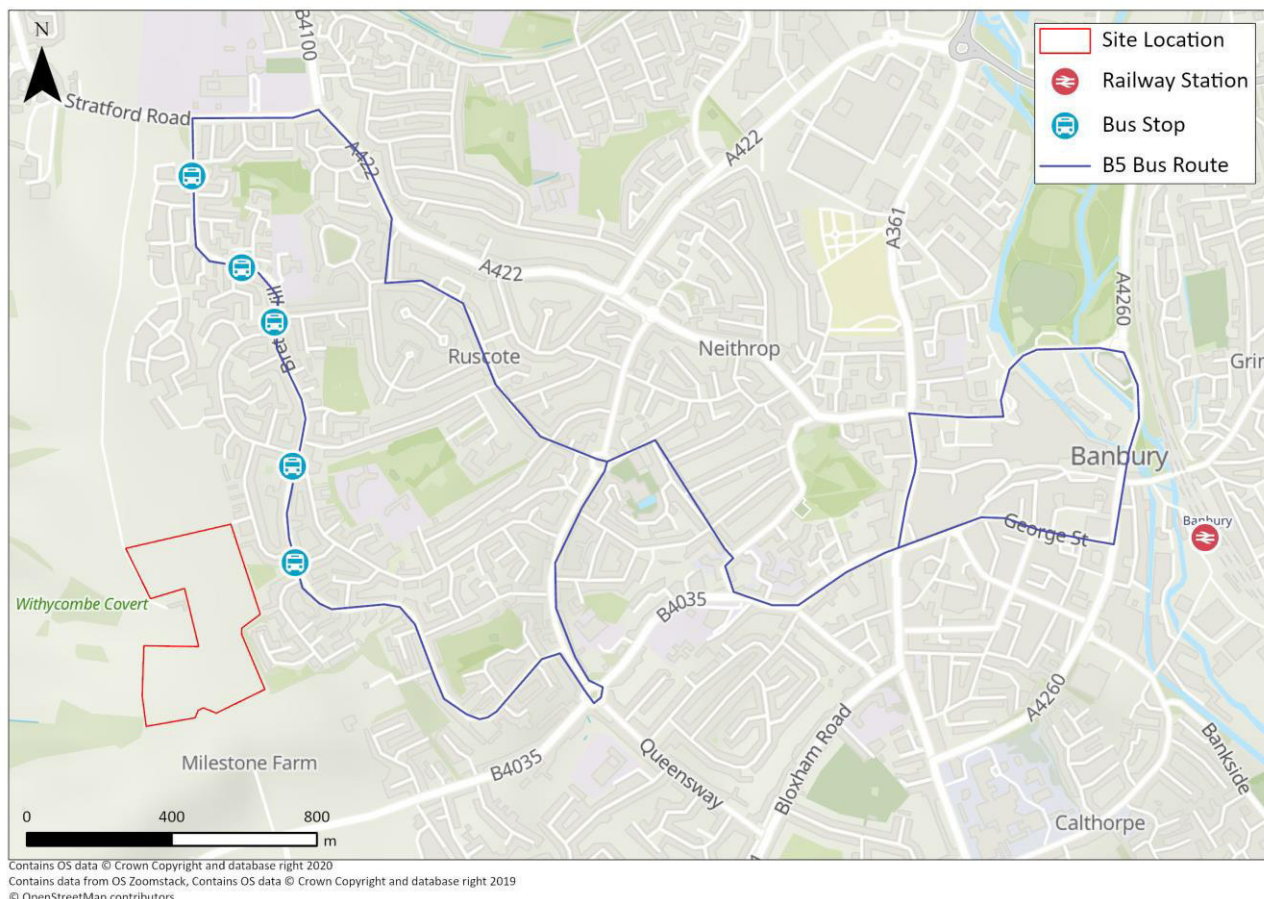 N
B4100
Stratford Road
A422
A422
A422
A361
A4260
Site Location
Railway Station
Bus Stop
B5 Bus Route
Ruscote
Neithrop
Grin
Banbury
Banbury
George St
Withycombe Covert
B4035
A4260
Bloxham Road
Bankside
Queensway
B4035
Milestone Farm
Calthorpe
0 400 800
m
Contains OS data © Crown Copyright and database right 2020
Contains data from OS Zoomstack, Contains OS data © Crown Copyright and database right 2019
© OpenStreetMap contributors